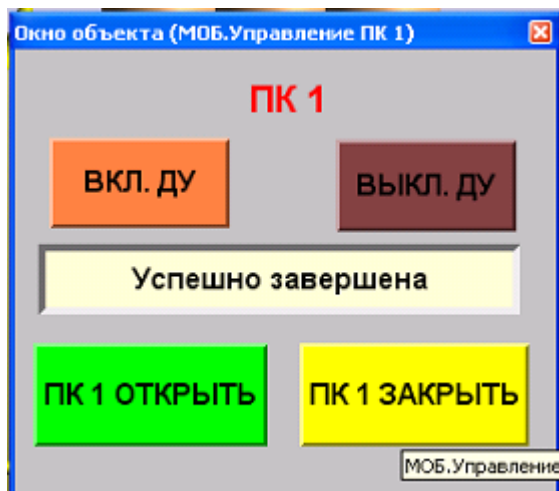 Окно объекта (МОБ.Управление ПК 1)
ПК 1
ВКЛ. ДУ
ВЫКЛ. ДУ
Успешно завершена
ПК 1 ОТКРЫТЬ
ПК 1 ЗАКРЫТЬ
МОБ.Управление